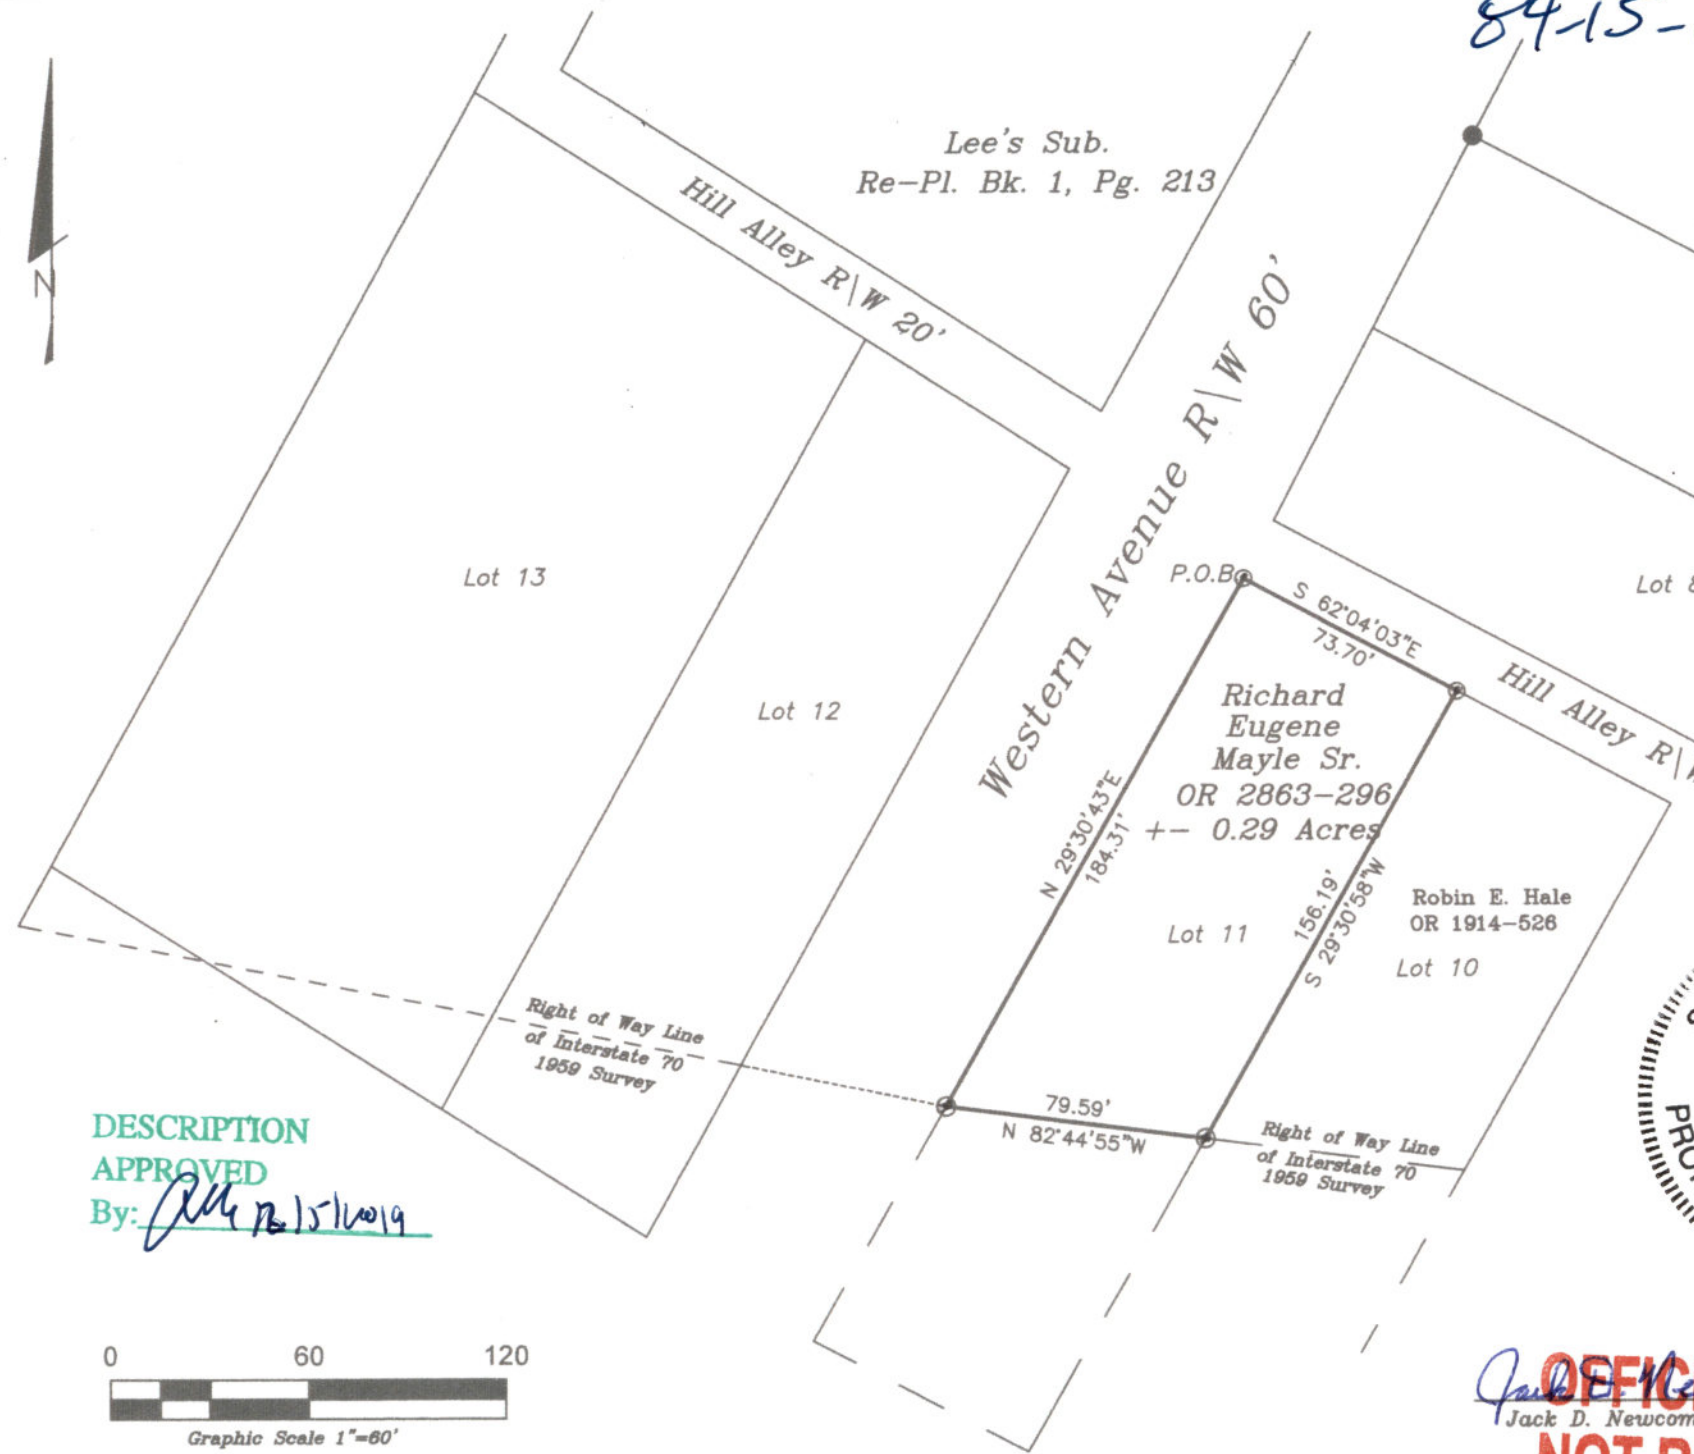 84-15-
Lee's Sub.
Re-Pl. Bk. 1, Pg. 213
Hill Alley R\W 20'
N
Western Avenue R\W 60'
Lot 13
Lot 12
P.O.B
S 62°04'03"E
73.70'
Lot 8
Hill Alley R\
Richard
Eugene
Mayle Sr.
OR 2863-296
+- 0.29 Acres
N 29°30'43"E
184.31'
156.19'
S 29°30'58"W
Lot 11
Robin E. Hale
OR 1914-526
Lot 10
Right of Way Line
of Interstate 70
1959 Survey
79.59'
N 82°44'55"W
Right of Way Line
of Interstate 70
1959 Survey
DESCRIPTION
APPROVED
By:
0 60 120
Graphic Scale 1"=60'
Jack D. Newcom